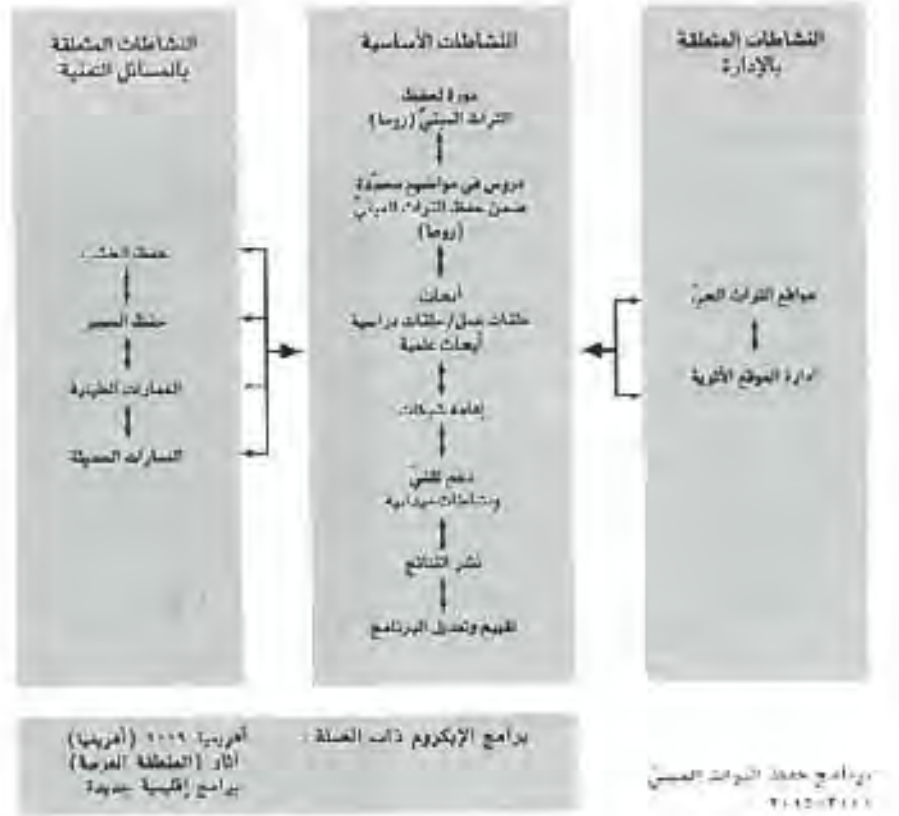 النشاطات المتعلقة
بالإدارة
مواقع التراث الحيّ
ادارة الموقع الأثرية
النشاطات الأساسية
دورة لحفظ
التراث المبنيّ (روما)
دروس في مواضيع محدّدة
ضمن حفظ التراث المبنيّ
(روما)
أبحاث
حلقات عمل/حلقات دراسية
أبحاث علمية
إقامة شبكات
دعم تقنيّ
ونشاطات ميدانية
نشر النتائج
تقييم وتعديل البرنامج
النشاطات المتعلقة
بالمسائل التقنية
حفظ الخشب
حفظ الحجر
العمارات الطينية
العمارات الحديثة
برامج الإيكروم ذات الصلة :
أفريقيا ٢٠٠٩ (أفريقيا)
آثار (المنطقة العربية)
برامج إقليمية جديدة
برنامج حفظ التراث المبنيّ